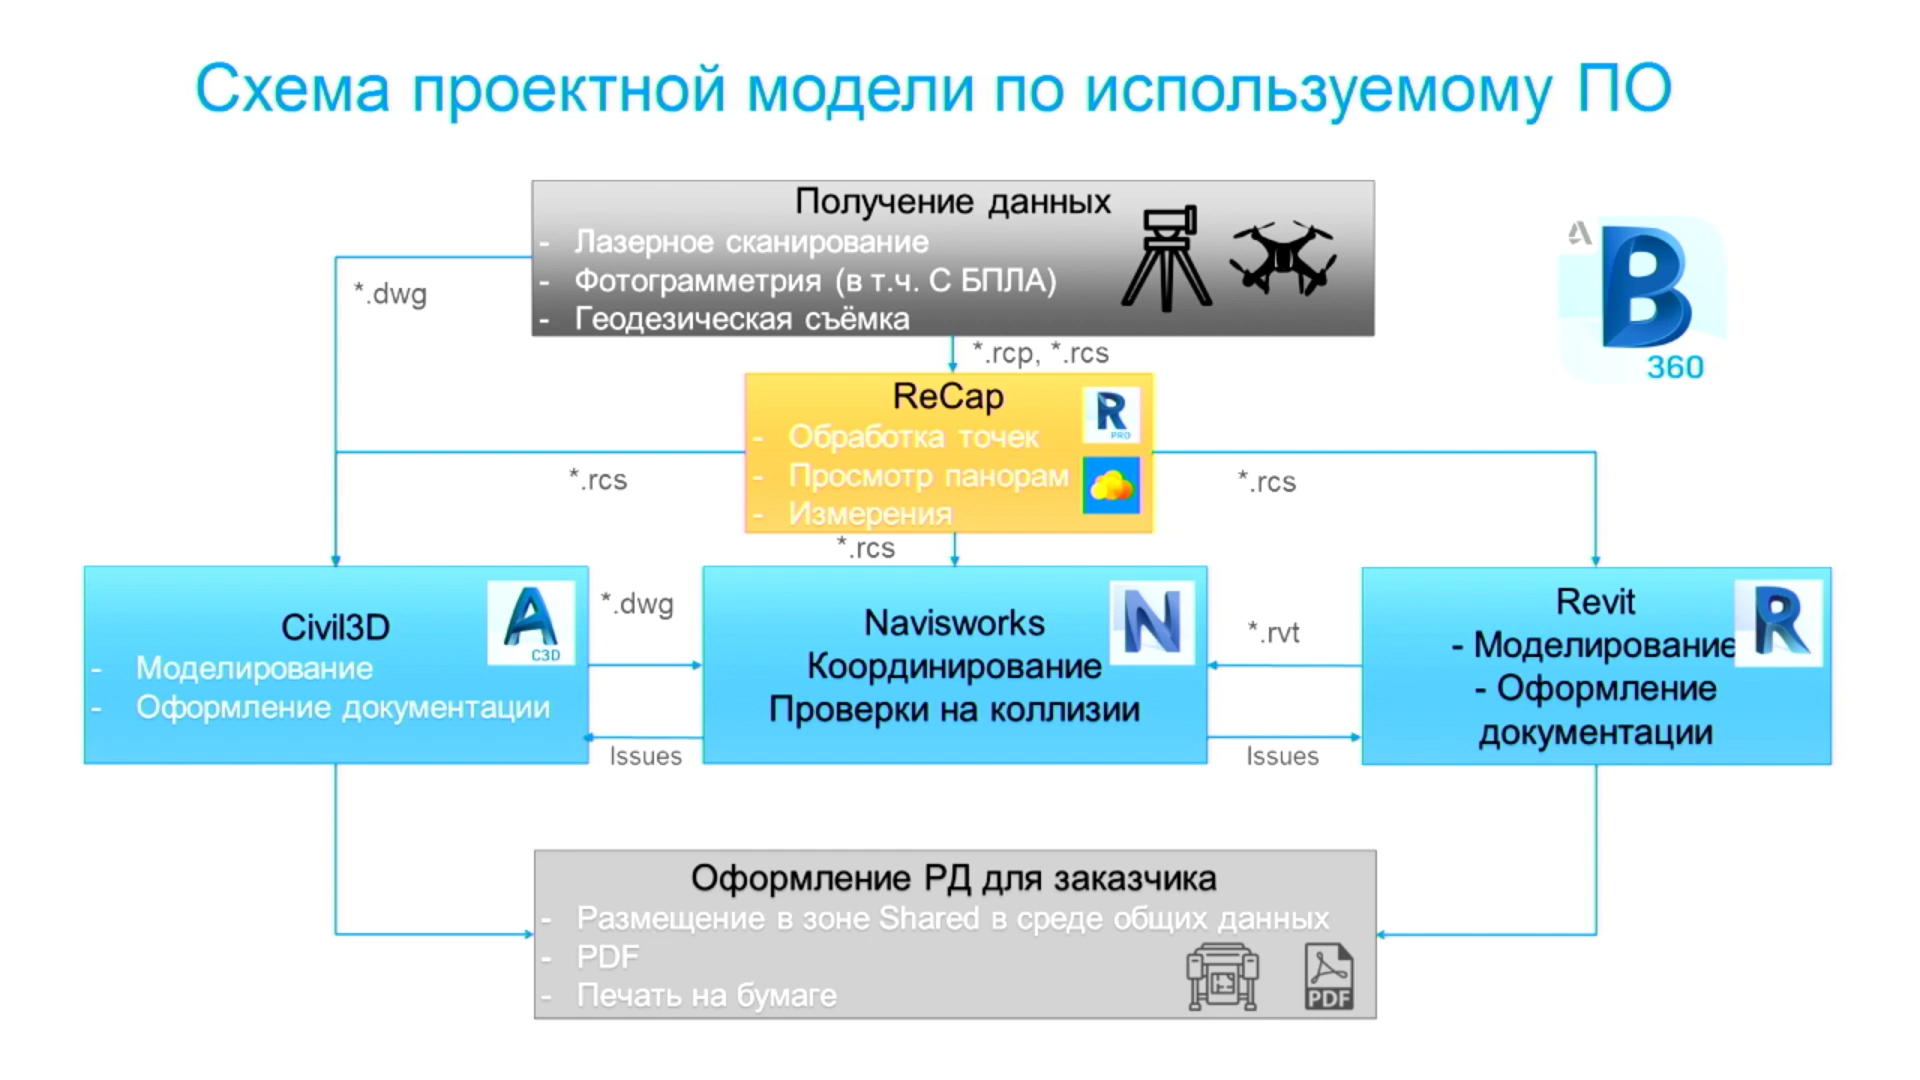 Схема проектной модели по используемому ПО
Получение данных
- Лазерное сканирование
- Фотограмметрия (в т.ч. С БПЛА)
- Геодезическая съёмка
*.dwg
*.rcp, *.rcs
B
360
ReCap
- Обработка точек
- Просмотр панорам
- Измерения
R
PRO
*.rcs
*.rcs
*.rcs
Civil3D
- Моделирование
- Оформление документации
A
C3D
*.dwg
Issues
Navisworks
Координирование
Проверки на коллизии
N
*.rvt
Issues
Revit
- Моделирование
- Оформление
документации
R
Оформление РД для заказчика
- Размещение в зоне Shared в среде общих данных
- PDF
- Печать на бумаге
PDF